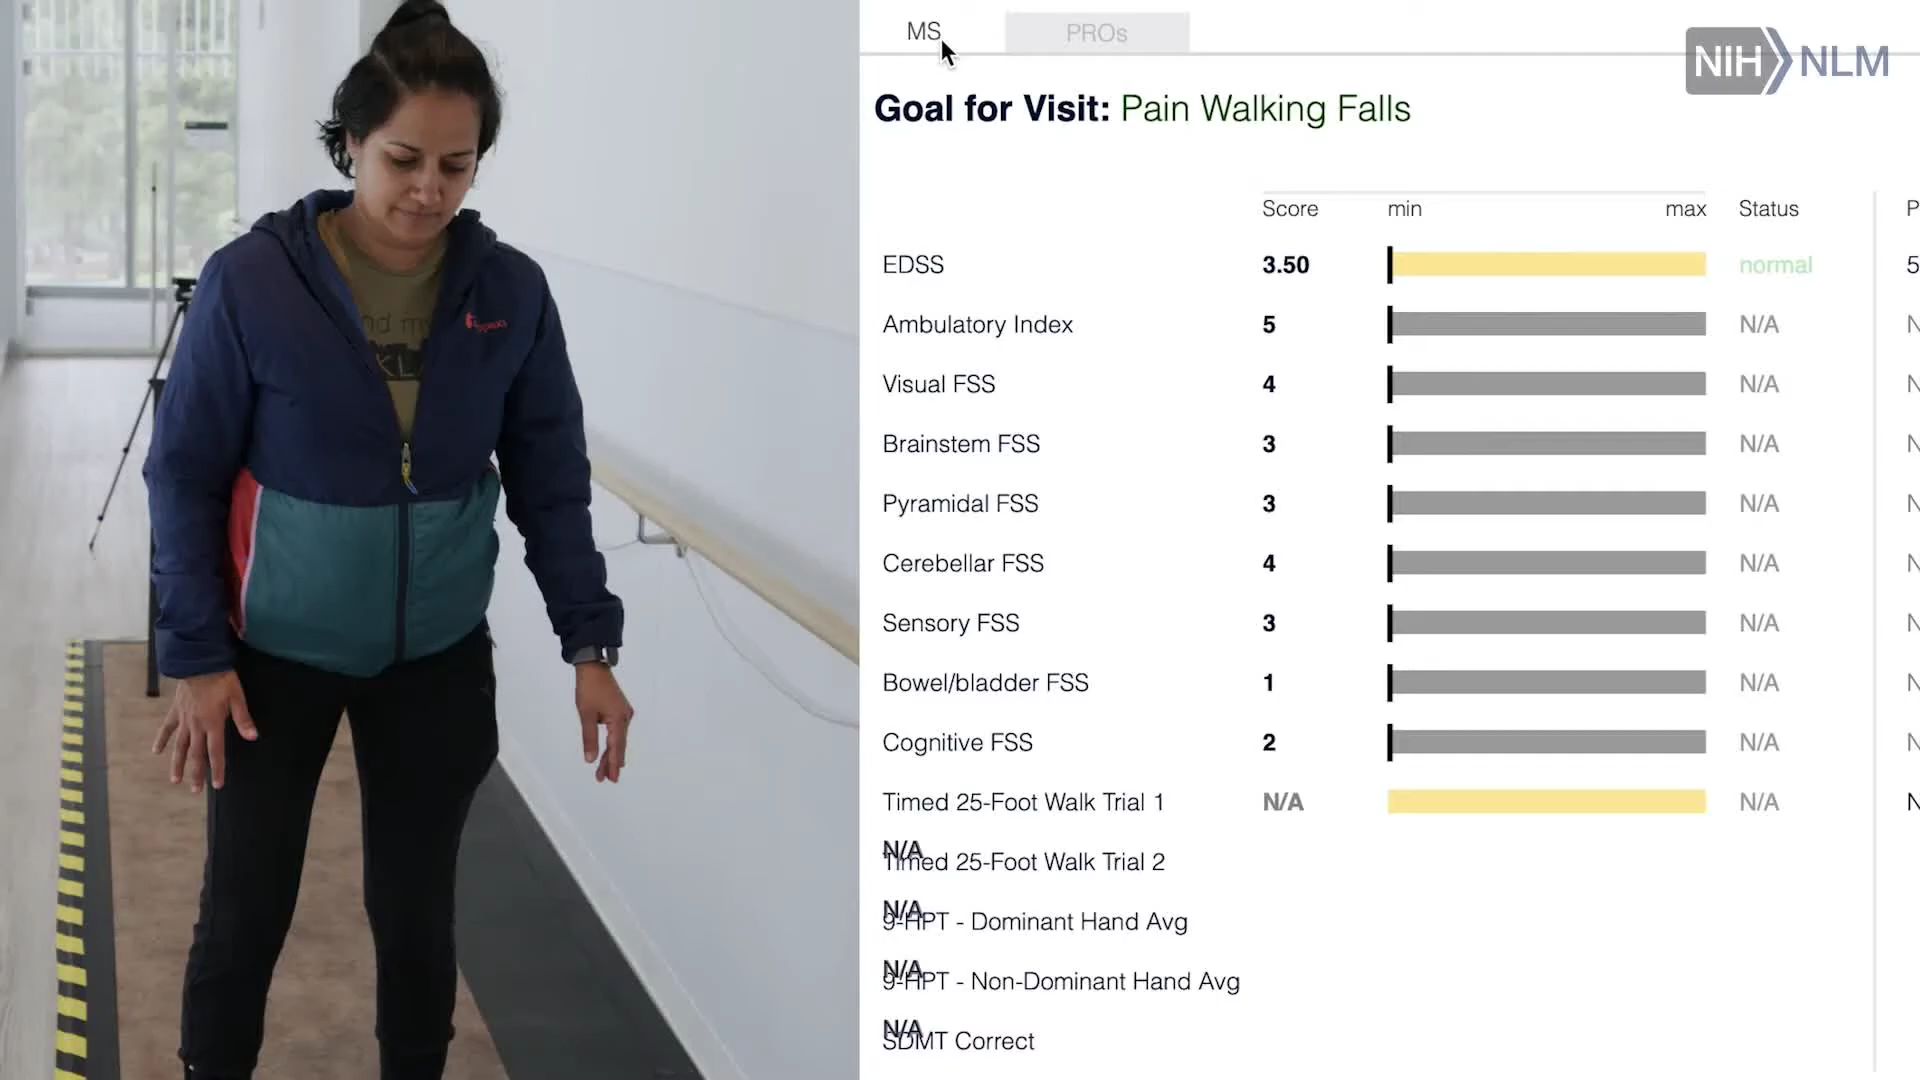 MS PROs
NIH NLM
Goal for Visit: Pain Walking Falls
Score min max Status P
EDSS 3.50 normal 5
Ambulatory Index 5 N/A N
Visual FSS 4 N/A N
Brainstem FSS 3 N/A N
Pyramidal FSS 3 N/A N
Cerebellar FSS 4 N/A N
Sensory FSS 3 N/A N
Bowel/bladder FSS 1 N/A N
Cognitive FSS 2 N/A N
Timed 25-Foot Walk Trial 1 N/A N/A N
N/A
Timed 25-Foot Walk Trial 2
N/A
9-HPT - Dominant Hand Avg
N/A
9-HPT - Non-Dominant Hand Avg
N/A
SDMT Correct